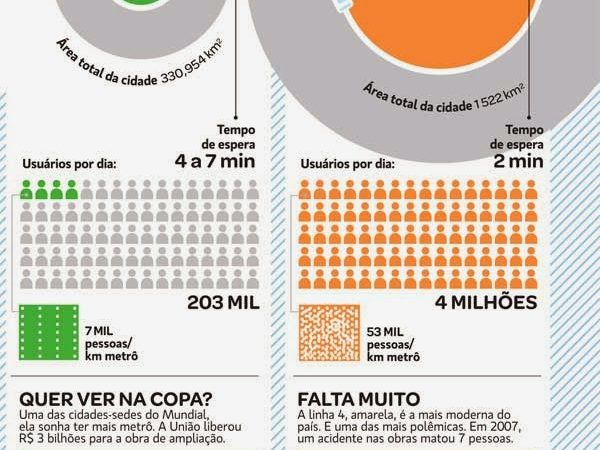 Área total da cidade 330,954 km²
Tempo
de espera
4 a 7 min
Usuários por dia:
203 MIL
7 MIL
pessoas/
km metrô
QUER VER NA COPA?
Uma das cidades-sedes do Mundial,
ela sonha ter mais metrô. A União liberou
R$ 3 bilhões para a obra de ampliação.
Área total da cidade 1 522 km²
Tempo
de espera
2 min
Usuários por dia:
4 MILHÕES
53 MIL
pessoas/
km metrô
FALTA MUITO
A linha 4, amarela, é a mais moderna do
país. E uma das mais polêmicas. Em 2007,
um acidente nas obras matou 7 pessoas.